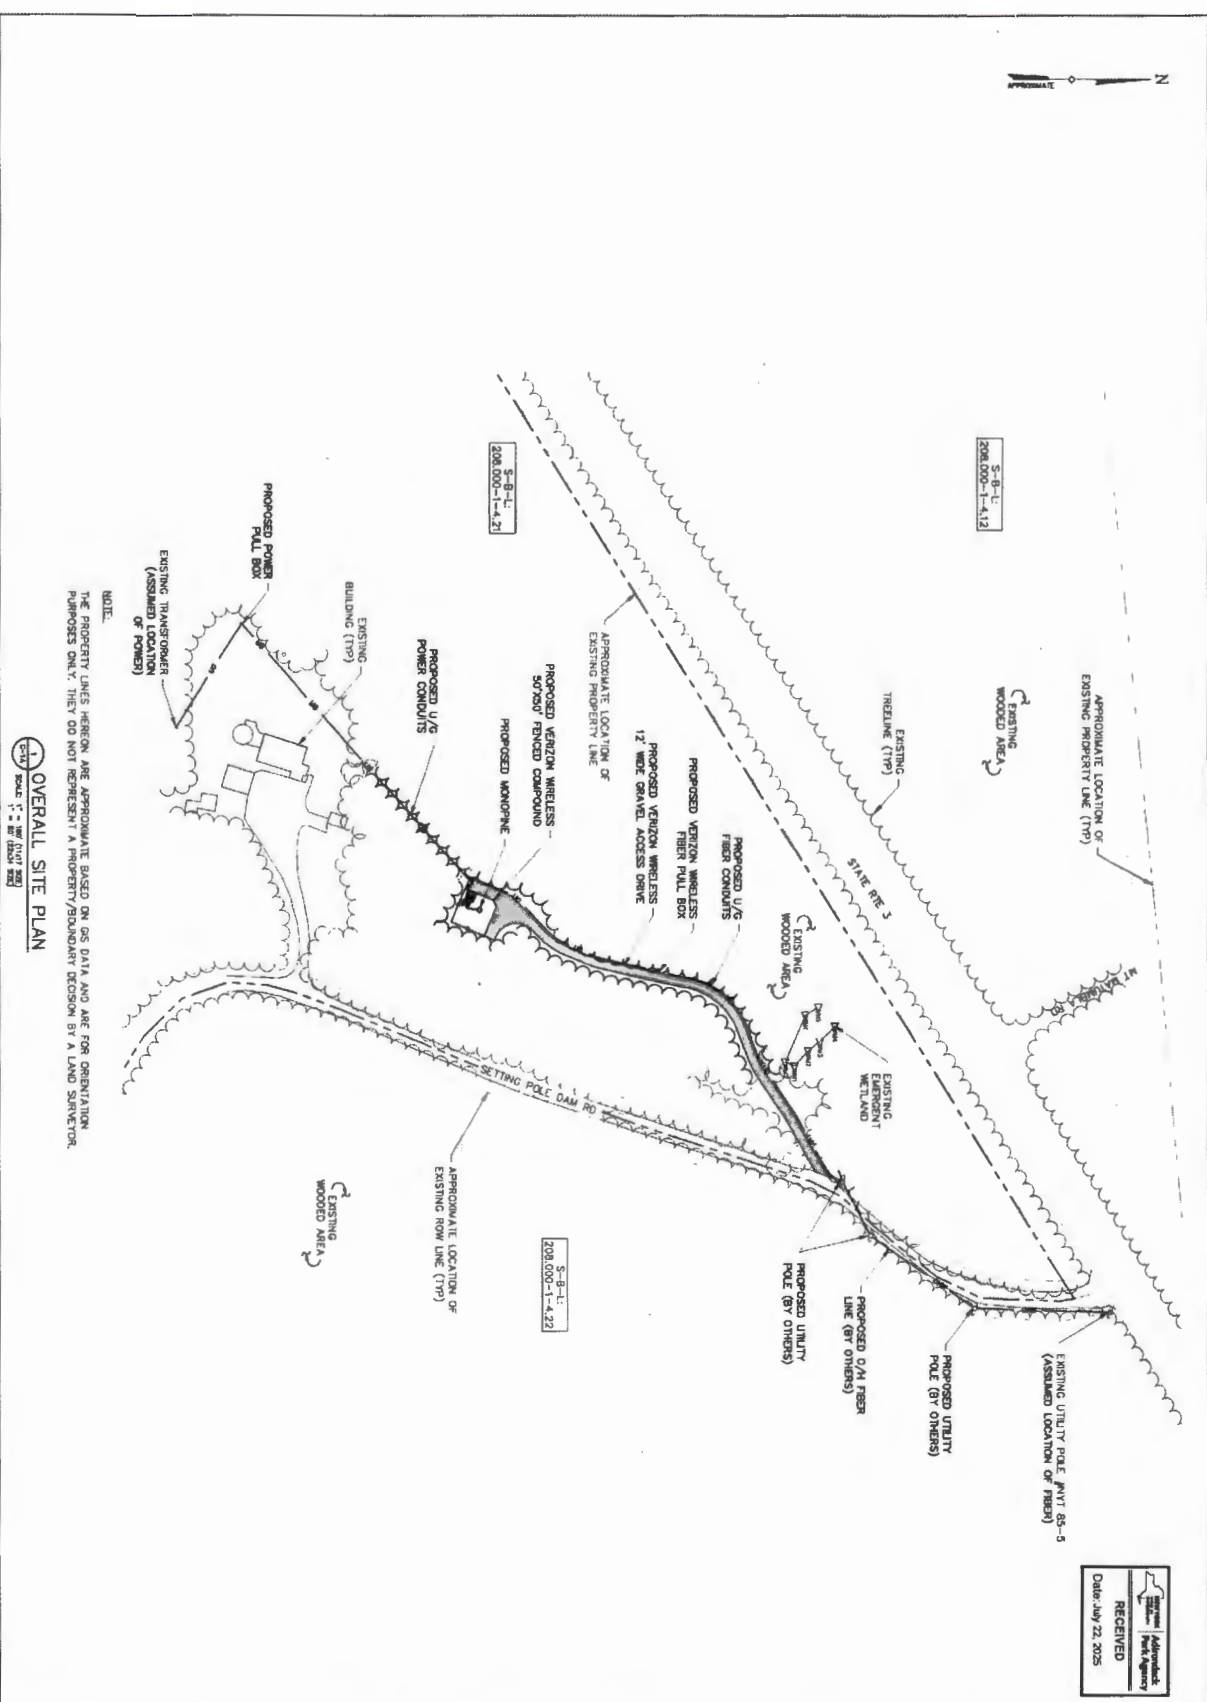 N
APPROXIMATE
APPROXIMATE LOCATION OF
EXISTING PROPERTY LINE (TYP)
S-B-L:
208.000-1-4.12
EXISTING
WOODED AREA
EXISTING
TREELINE (TYP)
STATE RTE 3
S-B-L:
208.000-1-4.21
APPROXIMATE LOCATION OF
EXISTING PROPERTY LINE
EXISTING
WOODED AREA
EXISTING
EMERGENT
WETLAND
PROPOSED U/G
FIBER CONDUITS
PROPOSED VERIZON WIRELESS
FIBER PULL BOX
PROPOSED VERIZON WIRELESS
12' WIDE GRAVEL ACCESS DRIVE
PROPOSED VERIZON WIRELESS
50'X50' FENCED COMPOUND
PROPOSED MONOPINE
PROPOSED U/G
POWER CONDUITS
EXISTING
BUILDING (TYP)
PROPOSED POWER
PULL BOX
EXISTING TRANSFORMER
(ASSUMED LOCATION
OF POWER)
SETTING POLE DAM RD
EXISTING UTILITY POLE #NYT 85-5
(ASSUMED LOCATION OF FIBER)
PROPOSED UTILITY
POLE (BY OTHERS)
PROPOSED O/H FIBER
LINE (BY OTHERS)
PROPOSED UTILITY
POLE (BY OTHERS)
S-B-L:
208.000-1-4.22
APPROXIMATE LOCATION OF
EXISTING ROW LINE (TYP)
EXISTING
WOODED AREA
NOTE:
THE PROPERTY LINES HEREON ARE APPROXIMATE BASED ON GIS DATA AND ARE FOR ORIENTATION
PURPOSES ONLY. THEY DO NOT REPRESENT A PROPERTY/BOUNDARY DECISION BY A LAND SURVEYOR.
1
OVERALL SITE PLAN
Adirondack
Park Agency
RECEIVED
Date: July 22, 2025